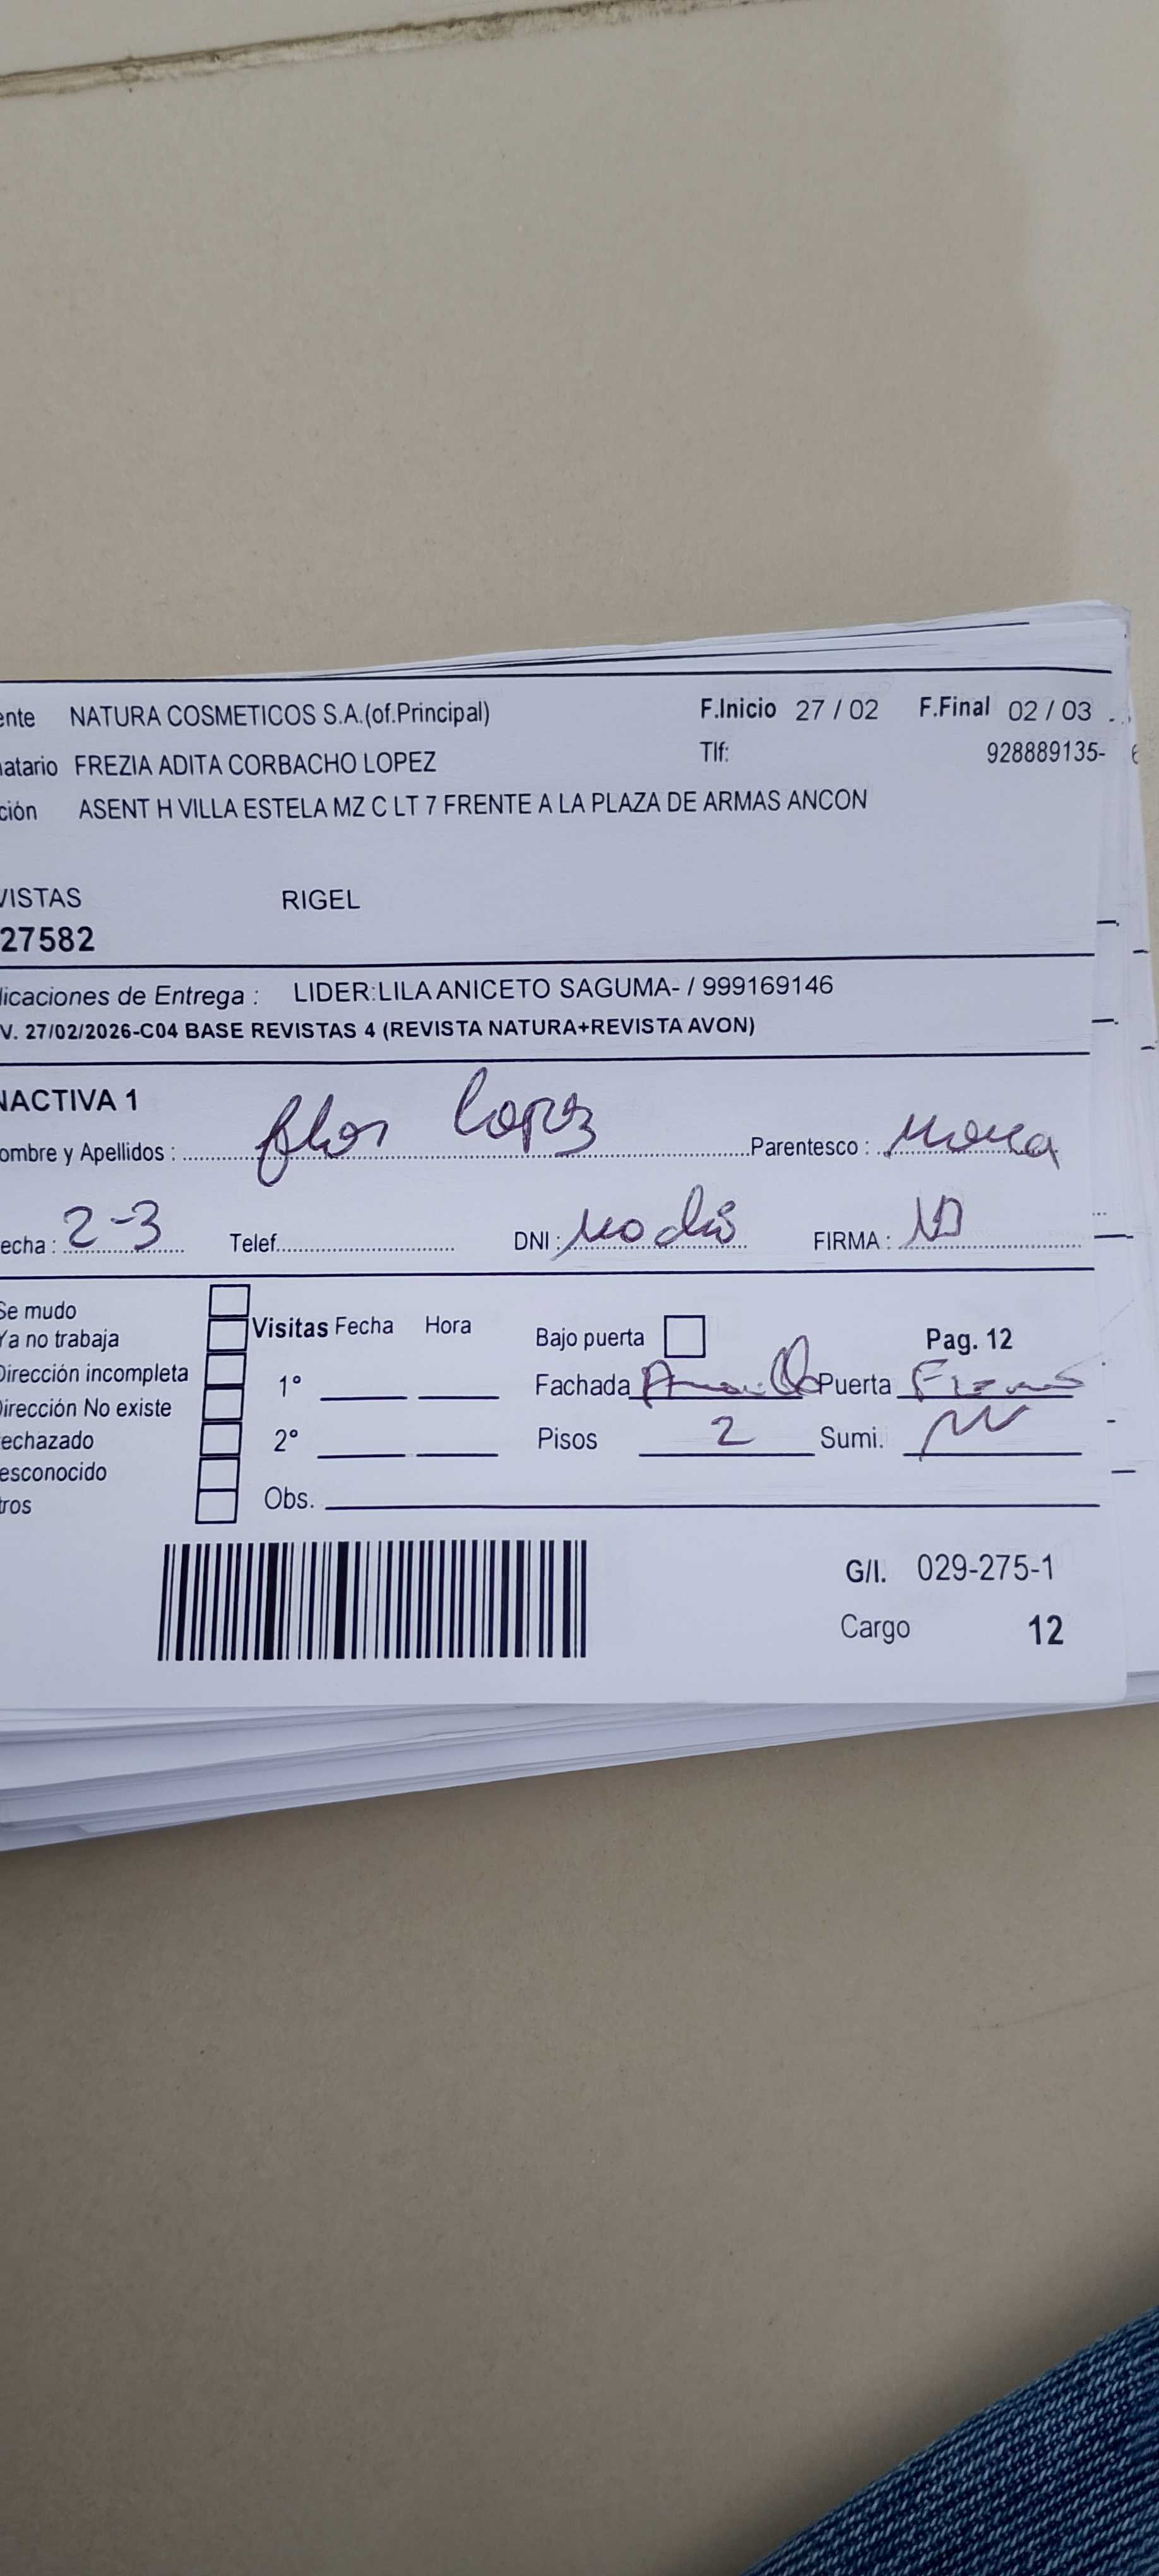 ente NATURA COSMETICOS S.A.(of.Principal) F.Inicio 27 / 02 F.Final 02 / 03
natario FREZIA ADITA CORBACHO LOPEZ Tlf: 928889135-
ción ASENT H VILLA ESTELA MZ C LT 7 FRENTE A LA PLAZA DE ARMAS ANCON
VISTAS RIGEL
27582
licaciones de Entrega : LIDER:LILA ANICETO SAGUMA- / 999169146
V. 27/02/2026-C04 BASE REVISTAS 4 (REVISTA NATURA+REVISTA AVON)
NACTIVA 1
ombre y Apellidos : flor lopez Parentesco :
echa : 2-3 Telef. DNI : FIRMA :
Se mudo
Ya no trabaja Visitas Fecha Hora Bajo puerta Pag. 12
Dirección incompleta 1° Fachada Puerta
irección No existe
echazado 2° Pisos 2 Sumi.
esconocido
ros Obs.
G/I. 029-275-1
Cargo 12